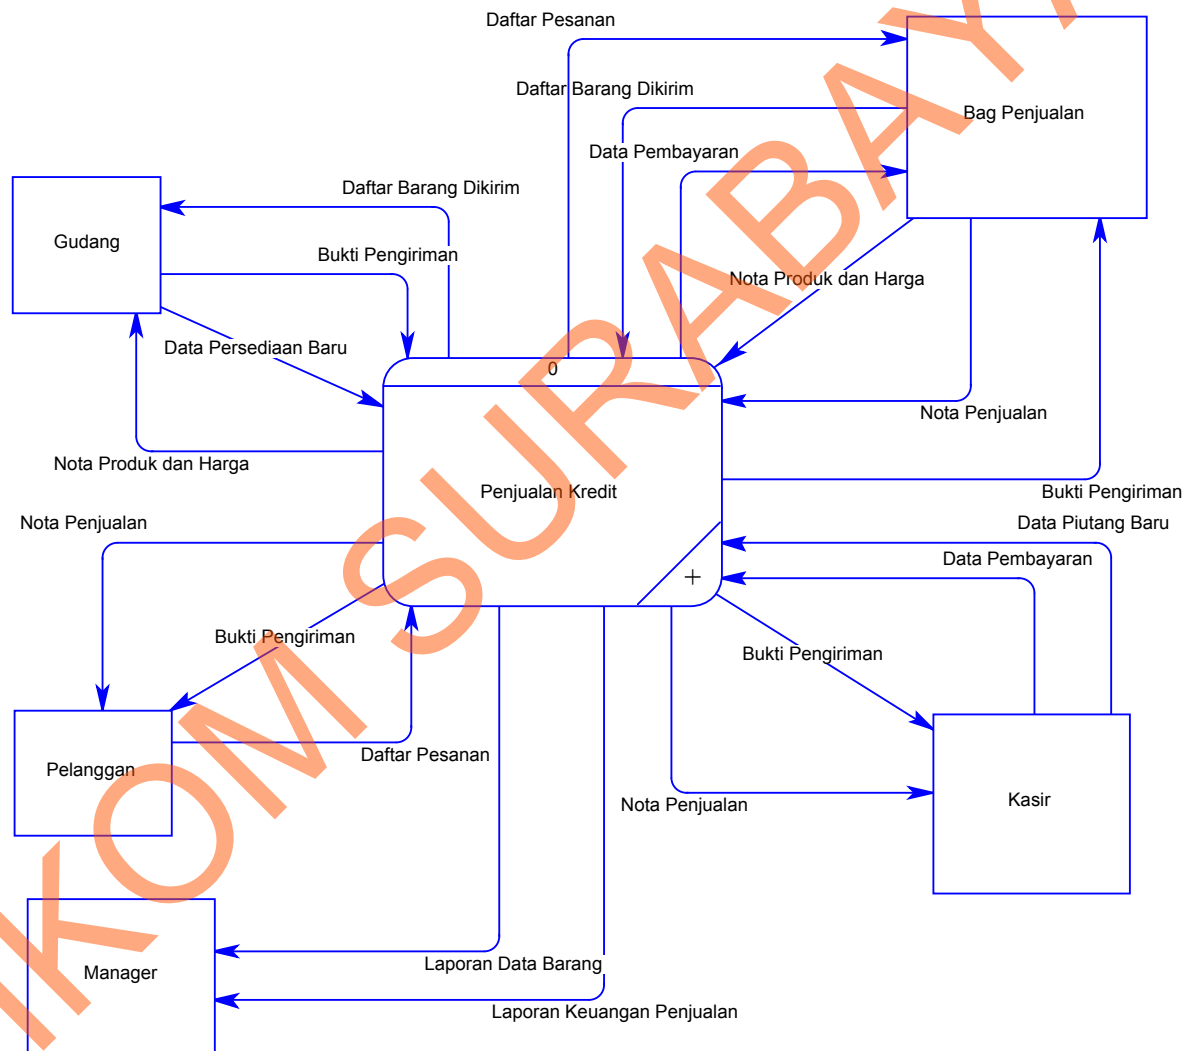 Daftar Pesanan
Daftar Barang Dikirim
Bag Penjualan
Data Pembayaran
Daftar Barang Dikirim
Gudang
Bukti Pengiriman
Nota Produk dan Harga
Data Persediaan Baru
0
Nota Penjualan
Nota Produk dan Harga
Penjualan Kredit
Bukti Pengiriman
Nota Penjualan
Data Piutang Baru
Data Pembayaran
+
Bukti Pengiriman
Bukti Pengiriman
Daftar Pesanan
Pelanggan
Nota Penjualan
Kasir
Laporan Data Barang
Manager
Laporan Keuangan Penjualan
IKOM SURABAYA